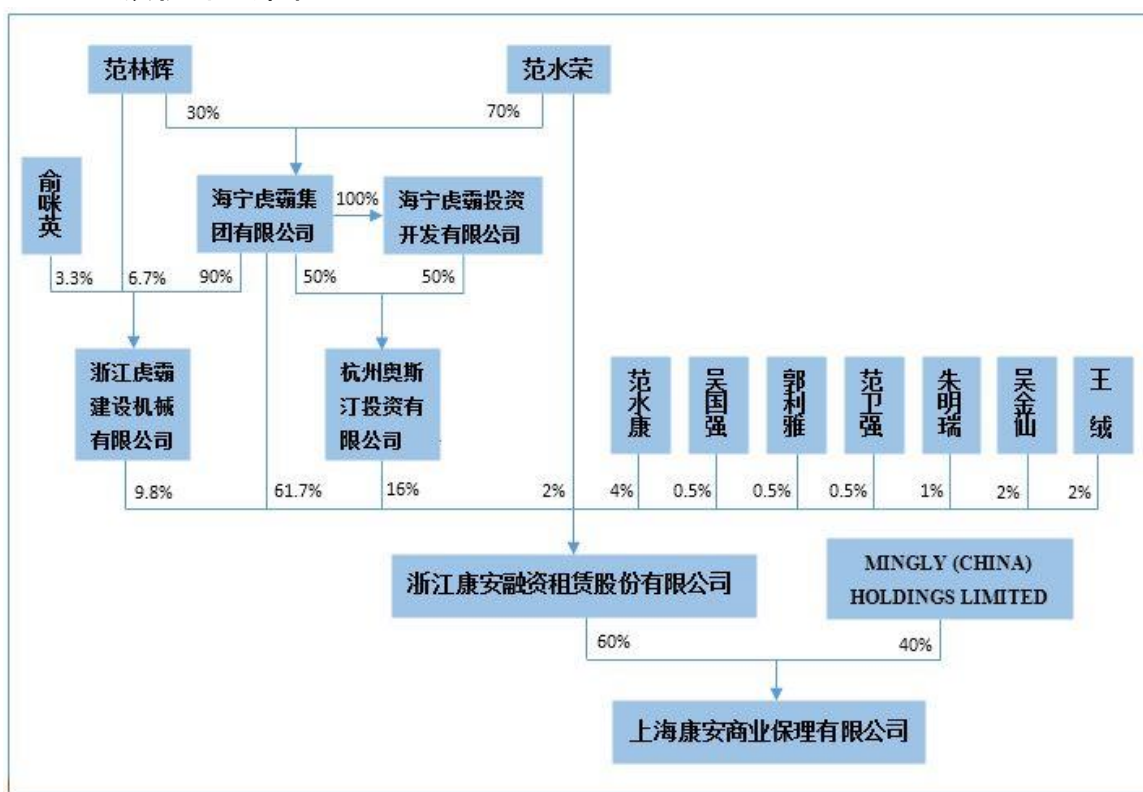 范林辉
范水荣
30%
70%
俞咪英
海宁虎霸集
团有限公司
100%
海宁虎霸投资
开发有限公司
3.3%
6.7%
90%
50%
50%
浙江虎霸
建设机械
有限公司
杭州奥斯
汀投资有
限公司
范水康
吴国强
郭利雅
范卫强
朱明瑞
吴金仙
王绒
9.8%
61.7%
16%
2%
4%
0.5%
0.5%
0.5%
1%
2%
2%
浙江康安融资租赁股份有限公司
MINGLY (CHINA)
HOLDINGS LIMITED
60%
40%
上海康安商业保理有限公司